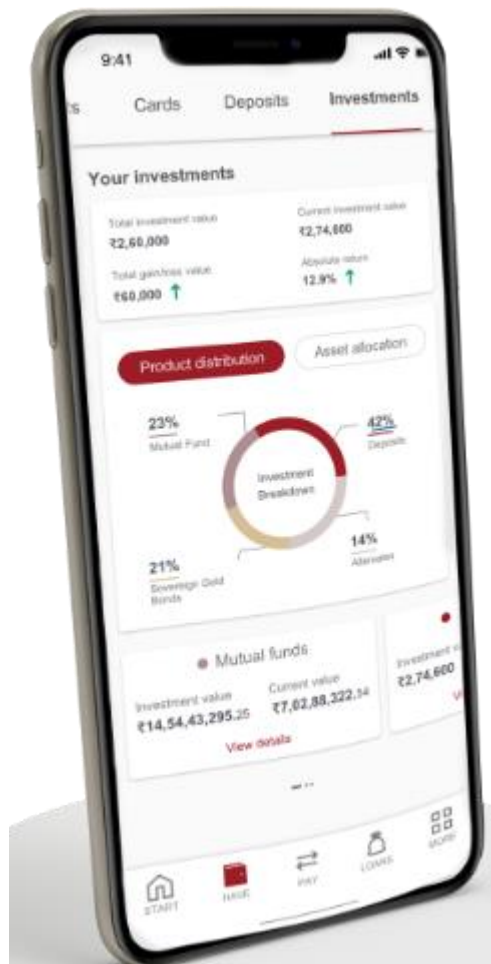 9:41
s Cards Deposits Investments
Your investments
Total investment value
₹2,60,000
Current investment value
₹2,74,600
Total gain/loss value
₹60,000
Absolute return
12.9%
Product distribution
Asset allocation
23%
Mutual Fund
42%
Deposits
Investment
Breakdown
21%
Sovereign Gold
Bonds
14%
Alternates
Mutual funds
Investment value
₹14,54,43,295.25
Current value
₹7,02,88,322.34
View details
Investment v
₹2,74,600
Vi
START
HAVE
PAY
LOANS
MORE